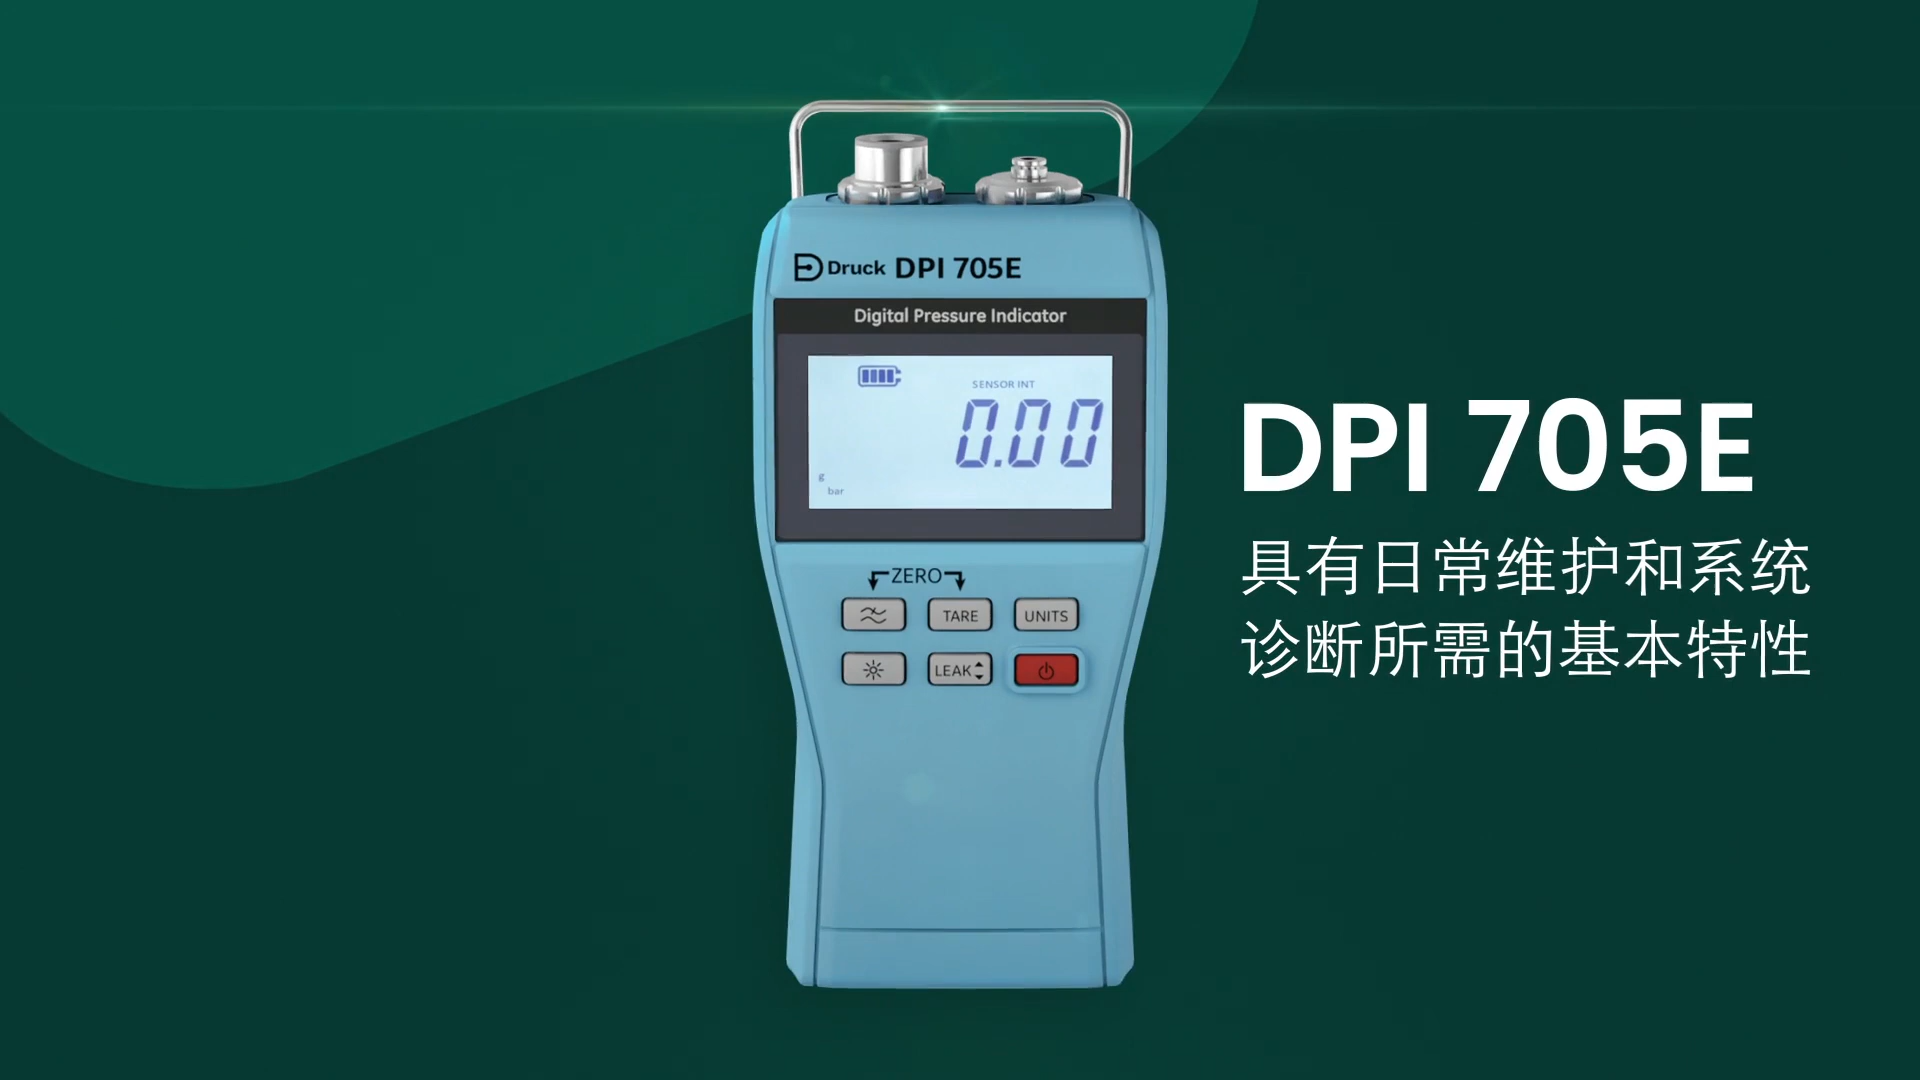 Druck DPI 705E
Digital Pressure Indicator
SENSOR INT
0.00
g
bar
ZERO
TARE
UNITS
LEAK
DPI 705E
具有日常维护和系统
诊断所需的基本特性